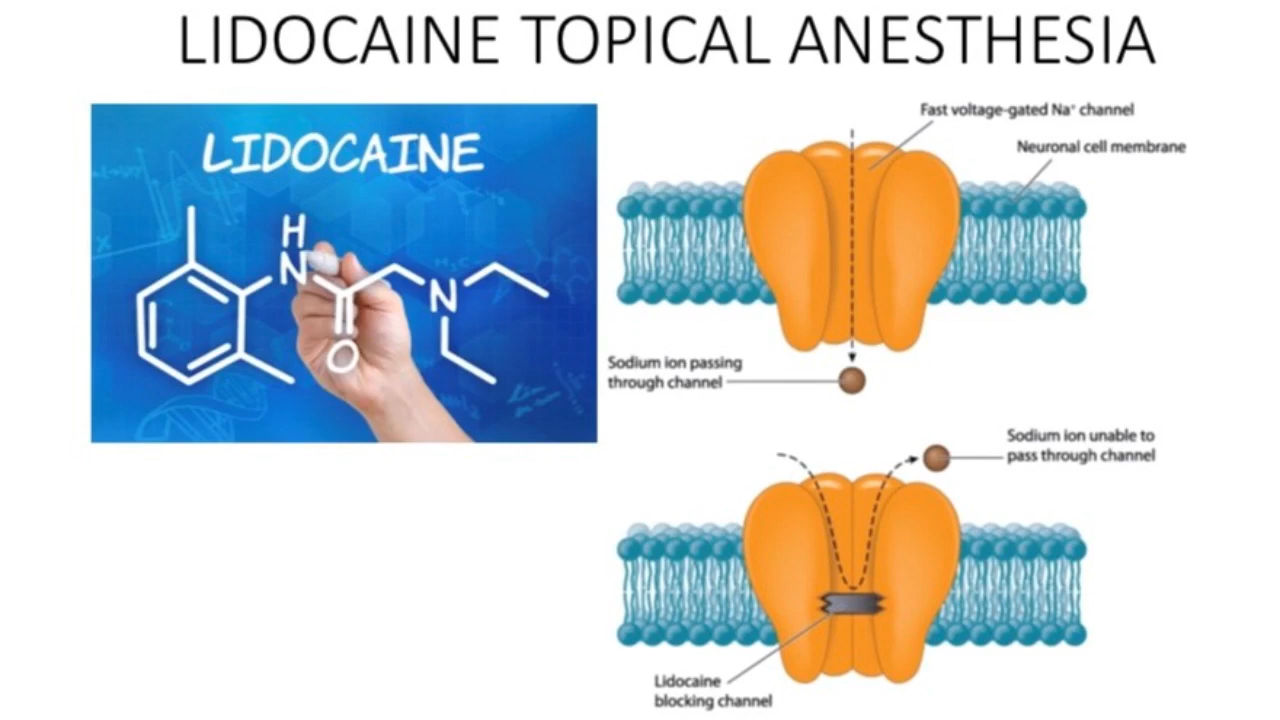 LIDOCAINE TOPICAL ANESTHESIA
LIDOCAINE
H
N
N
O
Fast voltage-gated Na⁺ channel
Neuronal cell membrane
Sodium ion passing
through channel
Sodium ion unable to
pass through channel
Lidocaine
blocking channel